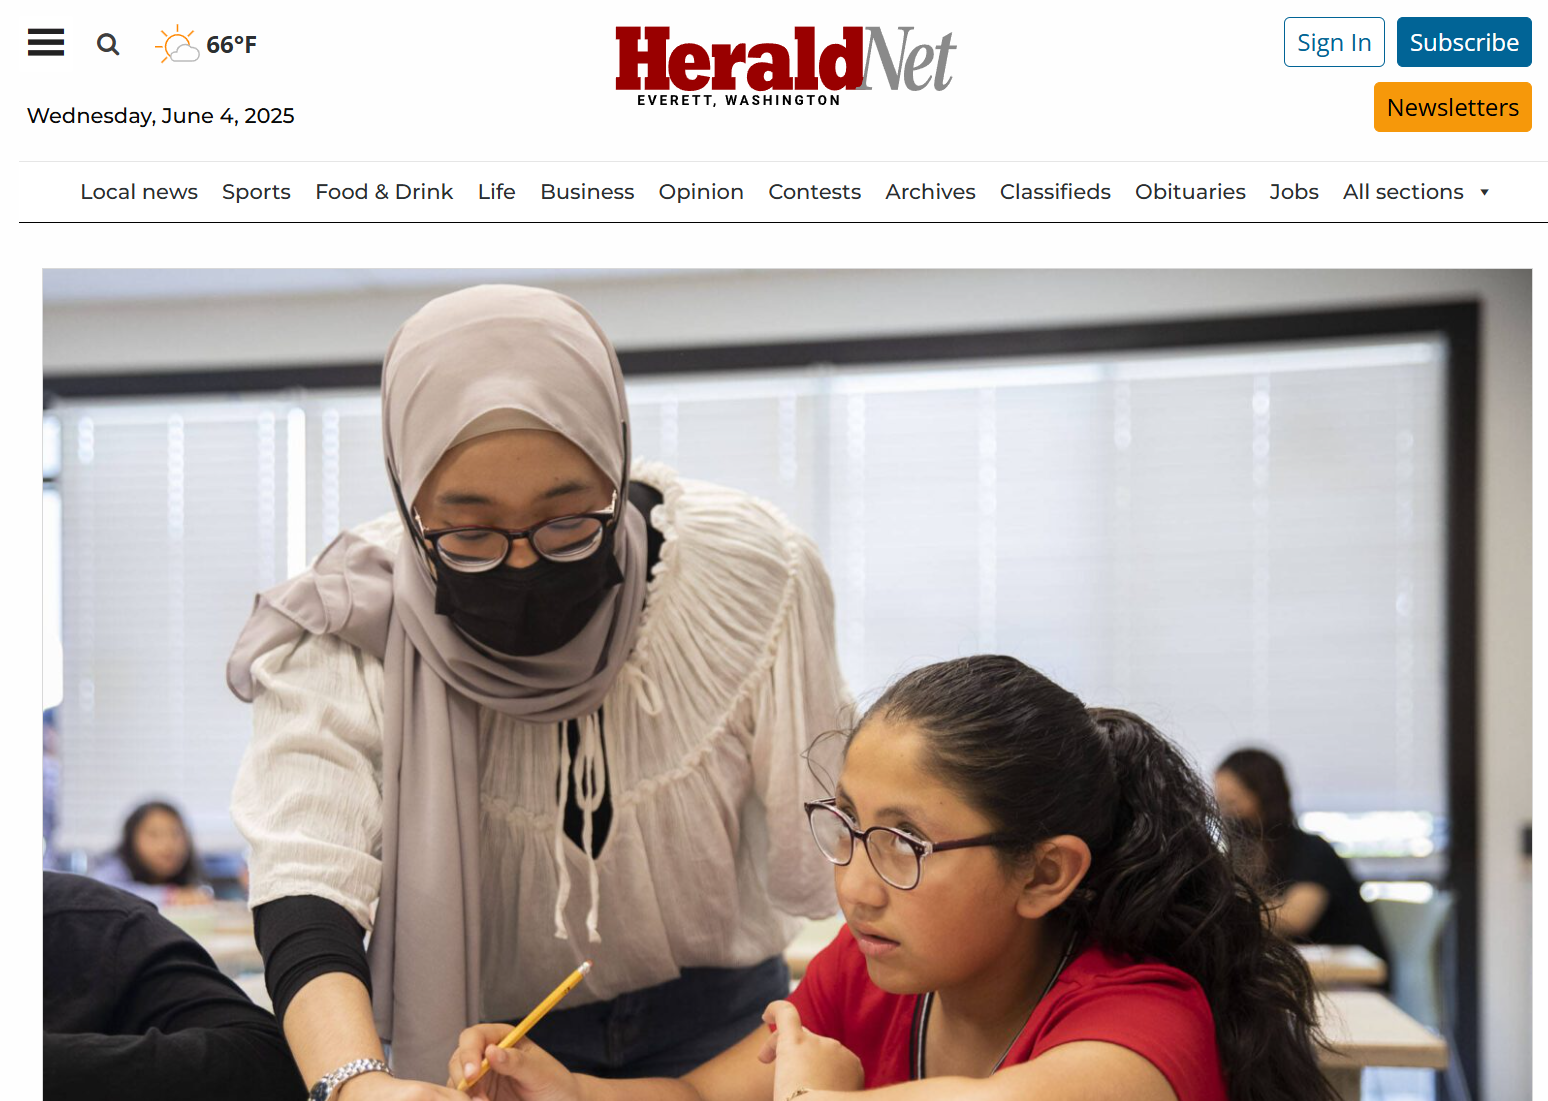 66°F
HeraldNet
EVERETT, WASHINGTON
Sign In
Subscribe
Newsletters
Wednesday, June 4, 2025
Local news Sports Food & Drink Life Business Opinion Contests Archives Classifieds Obituaries Jobs All sections